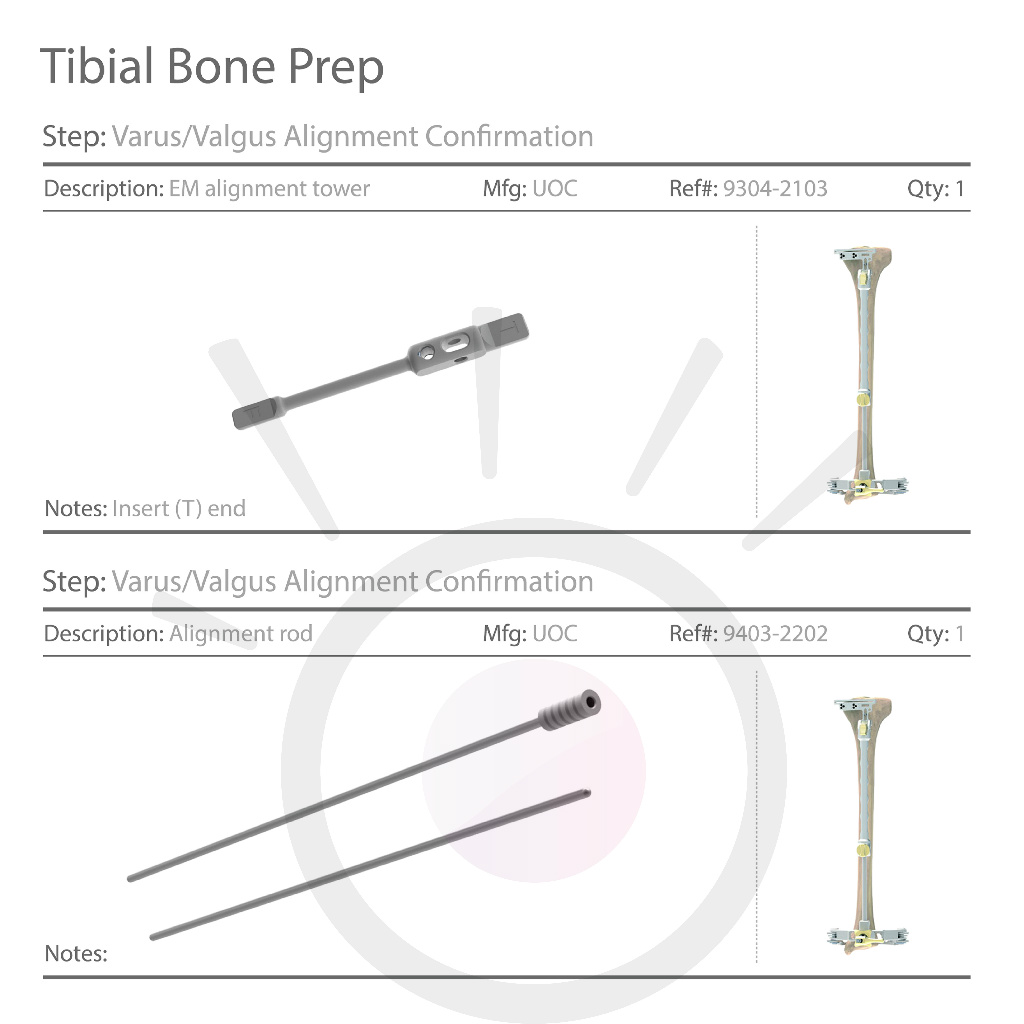 Tibial Bone Prep
Step: Varus/Valgus Alignment Confirmation
Description: EM alignment tower Mfg: UOC Ref#: 9304-2103 Qty: 1
T
Notes: Insert (T) end
Step: Varus/Valgus Alignment Confirmation
Description: Alignment rod Mfg: UOC Ref#: 9403-2202 Qty: 1
Notes: